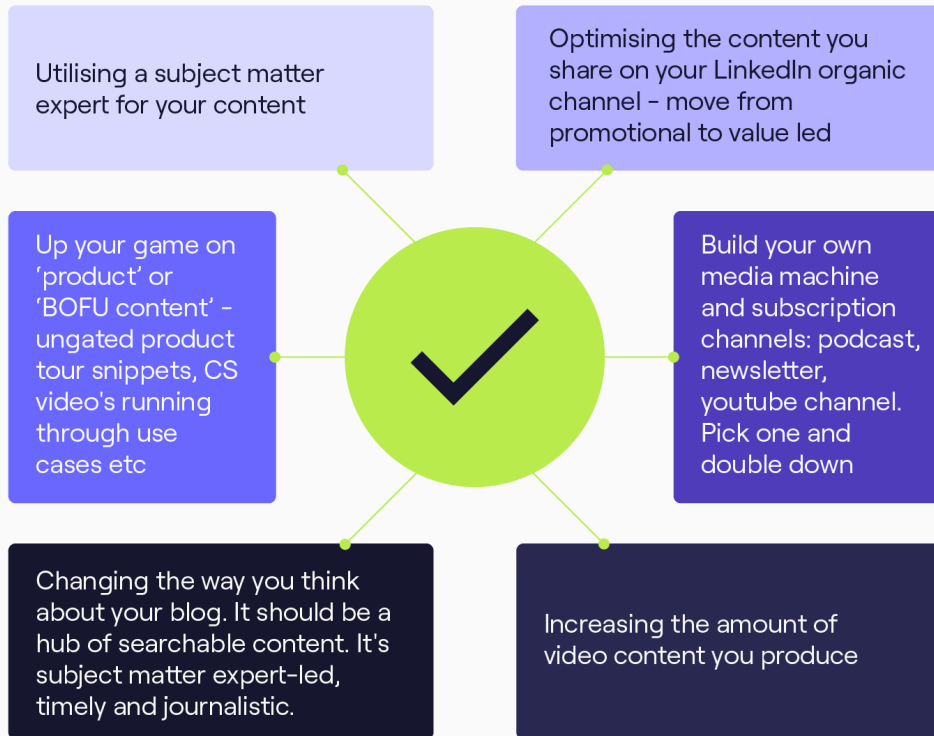 Utilising a subject matter
expert for your content
Optimising the content you
share on your LinkedIn organic
channel - move from
promotional to value led
Up your game on
‘product’ or
‘BOFU content’ -
ungated product
tour snippets, CS
video's running
through use
cases etc
Build your own
media machine
and subscription
channels: podcast,
newsletter,
youtube channel.
Pick one and
double down
Changing the way you think
about your blog. It should be a
hub of searchable content. It's
subject matter expert-led,
timely and journalistic.
Increasing the amount of
video content you produce